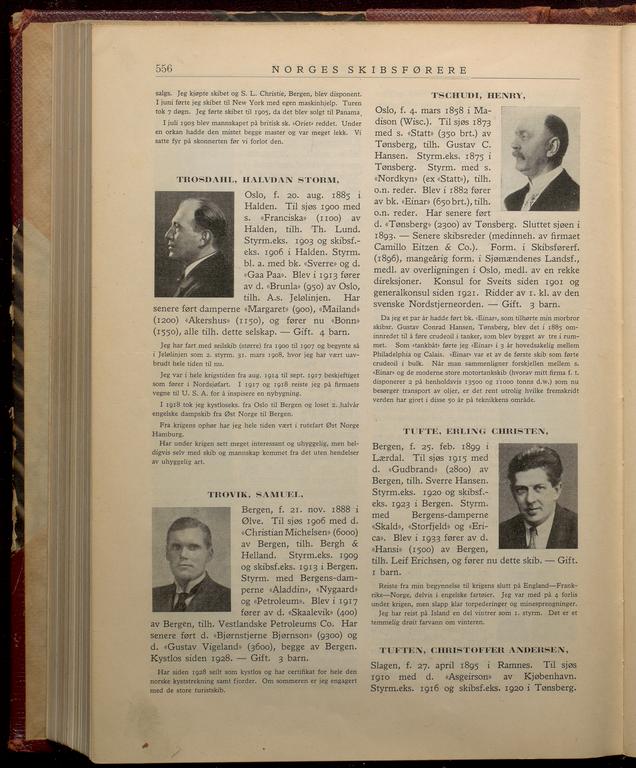 556
NORGES SKIBSFØRERE
salgs. Jeg kjøpte skibet og S. L. Christie, Bergen, blev disponent.
I juni førte jeg skibet til New York med egen maskinhjelp. Turen
tok 7 døgn. Jeg førte skibet til 1905, da det blev solgt til Panama.
I juli 1903 blev mannskapet på britisk sk. «Oriet» reddet. Under
en orkan hadde den mistet begge master og var meget lekk. Vi
satte fyr på skonnerten før vi forlot den.
TROSDAHL, HALVDAN STORM,
Oslo, f. 20. aug. 1885 i
Halden. Til sjøs 1900 med
s. «Franciska» (1100) av
Halden, tilh. Th. Lund.
Styrm.eks. 1903 og skibsf.-
eks. 1906 i Halden. Styrm.
bl. a. med bk. «Sverre» og d.
«Gaa Paa». Blev i 1913 fører
av d. «Brunla» (950) av Oslo,
tilh. A.s. Jelølinjen. Har
senere ført damperne «Margaret» (900), «Mailand»
(1200) «Akershus» (1150), og fører nu «Bonn»
(1550), alle tilh. dette selskap. — Gift. 4 barn.
Jeg har fart med seilskib (større) fra 1900 til 1907 og begynte så
i Jelølinjen som 2. styrm. 31. mars 1908, hvor jeg har vært uav-
brudt hele tiden til nu.
Jeg var i hele krigstiden fra aug. 1914 til sept. 1917 beskjeftiget
som fører i Nordsjøfart. I 1917 og 1918 reiste jeg på firmaets
vegne til U. S. A. for å inspisere en nybygning.
I 1918 tok jeg kystloseks. fra Oslo til Bergen og loset 2. halvår
engelske dampskib fra Øst Norge til Bergen.
Fra krigens ophør har jeg hele tiden vært i rutefart Øst Norge
Hamburg.
Har under krigen sett meget interessant og uhyggelig, men hel-
digvis selv med skib og mannskap kommet fra det uten hendelser
av uhyggelig art.
TROVIK, SAMUEL,
Bergen, f. 21. nov. 1888 i
Ølve. Til sjøs 1906 med d.
«Christian Michelsen» (6000)
av Bergen, tilh. Bergh &
Helland. Styrm.eks. 1909
og skibsf.eks. 1913 i Bergen.
Styrm. med Bergens-dam-
perne «Aladdin», «Nygaard»
og «Petroleum». Blev i 1917
fører av d. «Skaalevik» (400)
av Bergen, tilh. Vestlandske Petroleums Co. Har
senere ført d. «Bjørnstjerne Bjørnson» (9300) og
d. «Gustav Vigeland» (3600), begge av Bergen.
Kystlos siden 1928. — Gift. 3 barn.
Har siden 1928 seilt som kystlos og har certifikat for hele den
norske kyststrekning samt fjorder. Om sommeren er jeg engagert
med de store turistskib.
TSCHUDI, HENRY,
Oslo, f. 4. mars 1858 i Ma-
dison (Wisc.). Til sjøs 1873
med s. «Statt» (350 brt.) av
Tønsberg, tilh. Gustav C.
Hansen. Styrm.eks. 1875 i
Tønsberg. Styrm. med s.
«Nordkyn» (ex «Statt»), tilh.
o.n. reder. Blev i 1882 fører
av bk. «Einar» (650 brt.), tilh.
o.n. reder. Har senere ført
d. «Tønsberg» (2300) av Tønsberg. Sluttet sjøen i
1893. — Senere skibsreder (medinneh. av firmaet
Camillo Eitzen & Co.). Form. i Skibsførerf.
(1896), mangeårig form. i Sjømændenes Landsf.,
medl. av overligningen i Oslo, medl. av en rekke
direksjoner. Konsul for Sveits siden 1901 og
generalkonsul siden 1921. Ridder av 1. kl. av den
svenske Nordstjerneorden. — Gift. 3 barn.
Da jeg et par år hadde ført bk. «Einar», som tilhørte min morbror
skibsr. Gustav Conrad Hansen, Tønsberg, blev det i 1885 om-
innredet til å føre crudeoil i tanker, som blev bygget av tre i rum-
met. Som «tankbåt» førte jeg «Einar» i 3 år hovedsakelig mellem
Philadelphia og Calais. «Einar» var et av de første skib som førte
crudeoil i bulk. Når man sammenligner forskjellen mellem s.
«Einar» og de moderne store motortankskib (hvorav mitt firma f. t.
disponerer 2 på henholdsvis 13500 og 11000 tonns d.w.) som nu
besørger transport av oljer, er det rent utrolig hvilke fremskridt
verden har gjort i disse 50 år på teknikkens område.
TUFTE, ERLING CHRISTEN,
Bergen, f. 25. feb. 1899 i
Lærdal. Til sjøs 1915 med
d. «Gudbrand» (2800) av
Bergen, tilh. Sverre Hansen.
Styrm.eks. 1920 og skibsf.-
eks. 1923 i Bergen. Styrm.
med Bergens-damperne
«Skald», «Storfjeld» og «Eri-
ca». Blev i 1933 fører av d.
«Hansi» (1500) av Bergen,
tilh. Leif Erichsen, og fører nu dette skib. — Gift.
1 barn.
Reiste fra min begynnelse til krigens slutt på England—Frank-
rike—Norge, delvis i engelske fartøier. Jeg var med på 4 forlis
under krigen, men slapp klar torpederinger og minesprengninger.
Jeg har reist på Island en del vintrer som 1. styrm. Det er et
temmelig drøit farvann om vinteren.
TUFTEN, CHRISTOFFER ANDERSEN,
Slagen, f. 27. april 1895 i Ramnes. Til sjøs
1910 med d. «Asgeirson» av Kjøbenhavn.
Styrm.eks. 1916 og skibsf.eks. 1920 i Tønsberg.